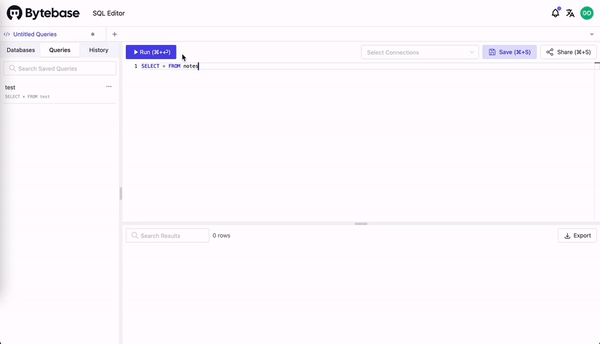 Bytebase SQL Editor OO
</> Untitled Queries +
Databases Queries History
Run (⌘+⏎) Select Connections Save (⌘+S) Share (⌘+S)
Search Saved Queries
1 SELECT * FROM notes
test ...
SELECT * FROM test
Search Results 0 rows Export